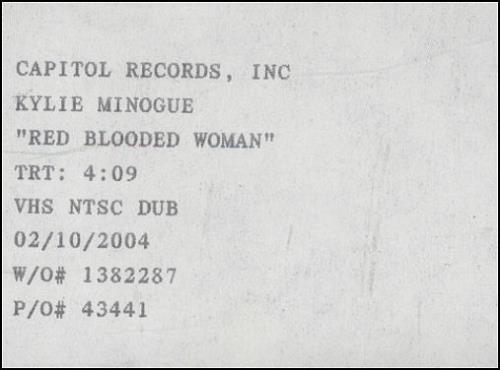 CAPITOL RECORDS, INC
KYLIE MINOGUE
"RED BLOODED WOMAN"
TRT: 4:09
VHS NTSC DUB
02/10/2004
W/O# 1382287
P/O# 43441